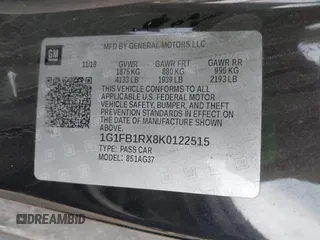 GM
MFD BY GENERAL MOTORS LLC
11/18 GVWR GAWR FRT GAWR RR
1875 KG 880 KG 995 KG
4133 LB 1939 LB 2193 LB
THIS VEHICLE CONFORMS TO ALL APPLICABLE U.S. FEDERAL MOTOR VEHICLE SAFETY, BUMPER, AND THEFT PREVENTION STANDARDS IN EFFECT ON THE DATE OF MANUFACTURE SHOWN ABOVE.
1G1FB1RX8K0122515
TYPE: PASS CAR
MODEL: 851AG37
DREAMBID